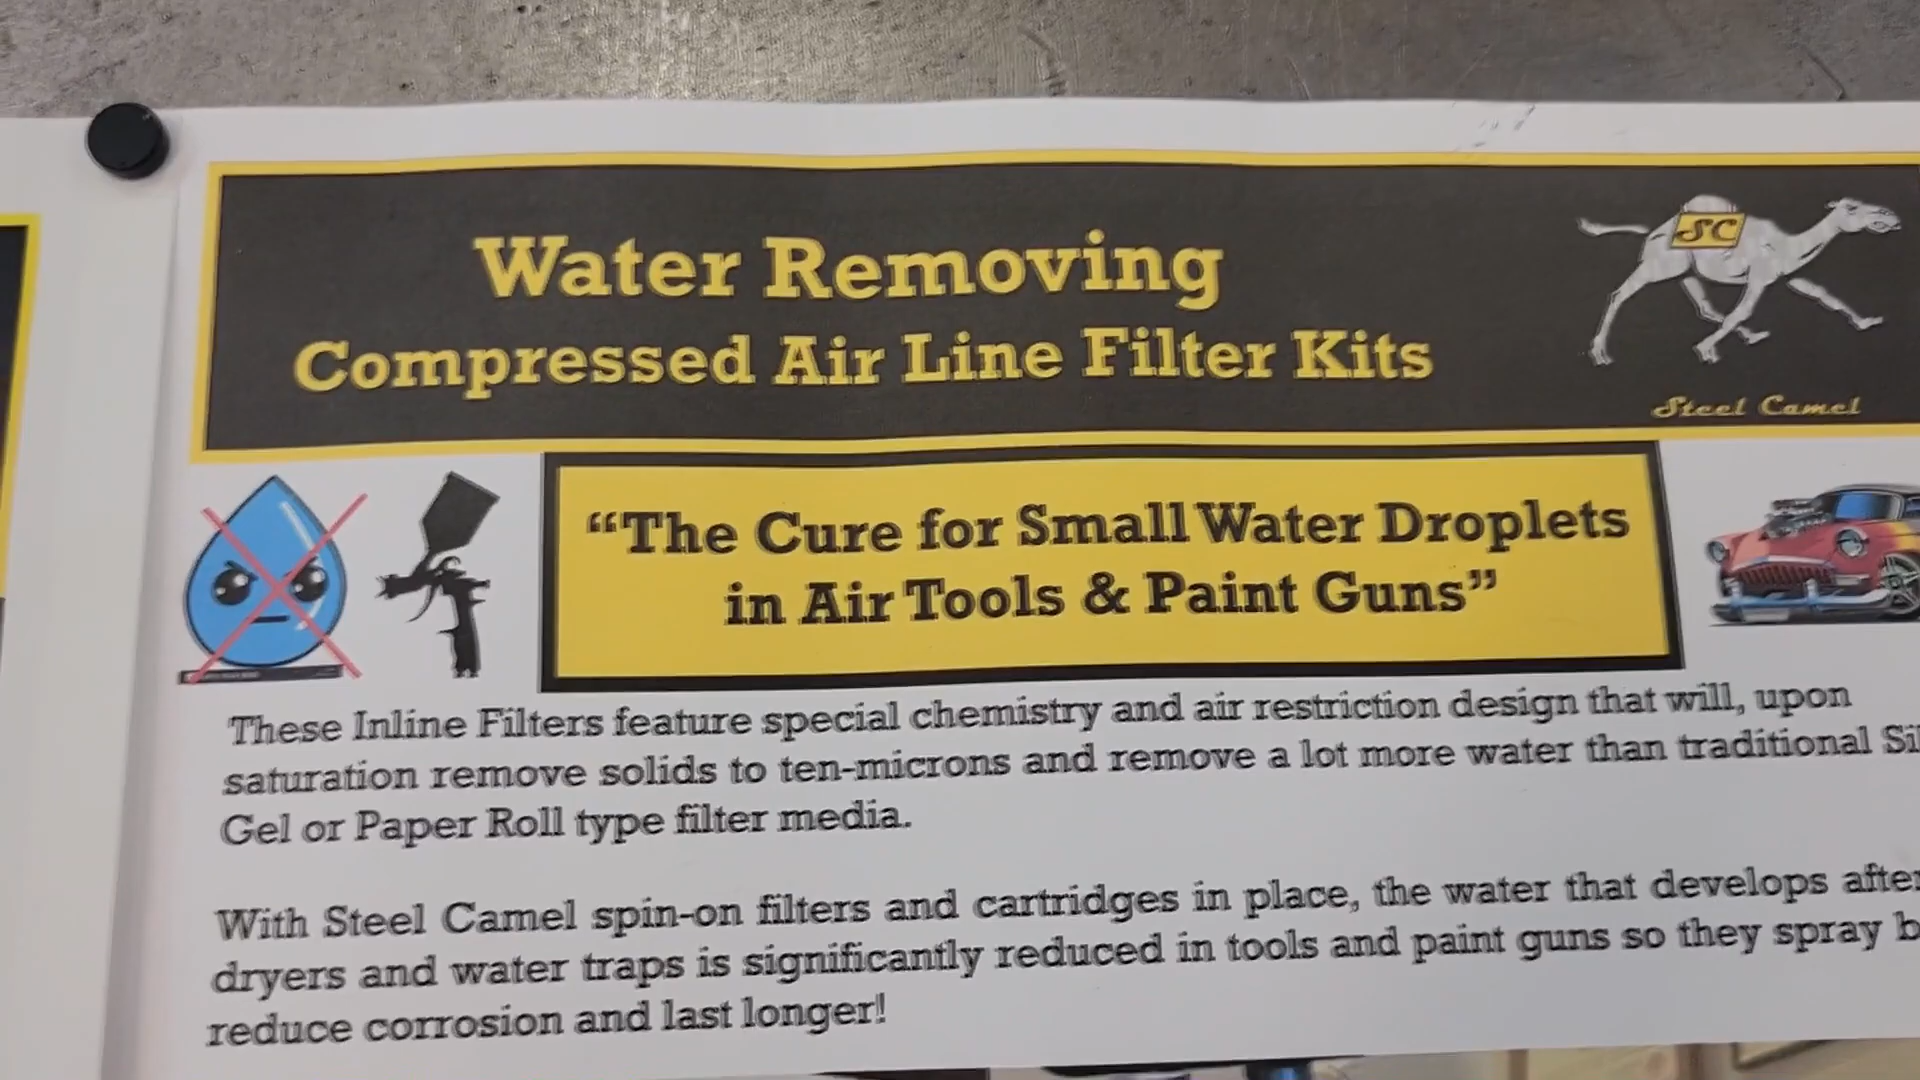 Water Removing
Compressed Air Line Filter Kits
SC
Steel Camel
“The Cure for Small Water Droplets
in Air Tools & Paint Guns”
These Inline Filters feature special chemistry and air restriction design that will, upon
saturation remove solids to ten-microns and remove a lot more water than traditional
Gel or Paper Roll type filter media.
With Steel Camel spin-on filters and cartridges in place, the water that develops after
dryers and water traps is significantly reduced in tools and paint guns so they spray
reduce corrosion and last longer!